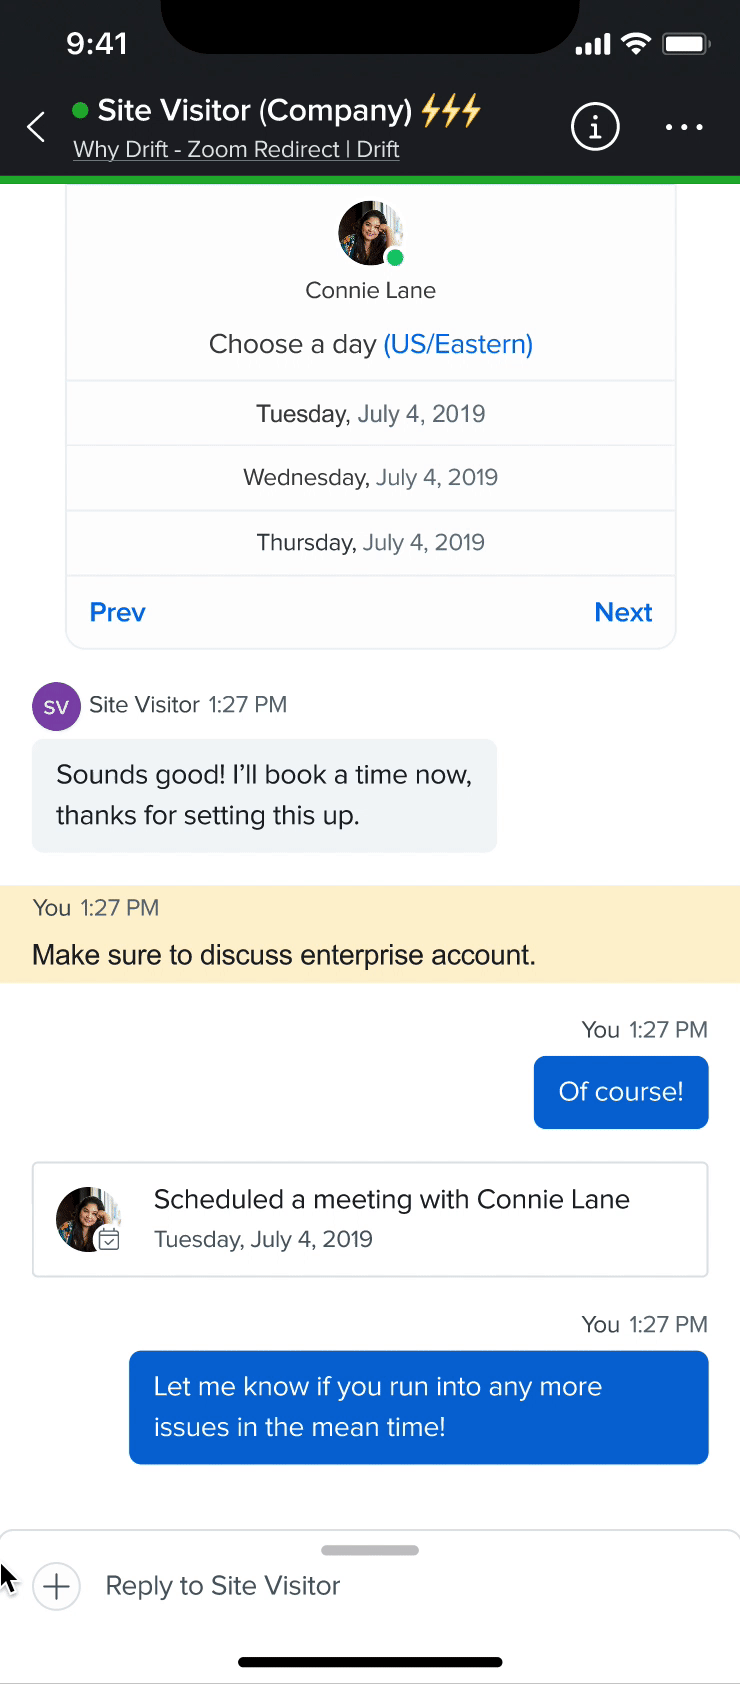 9:41
Site Visitor (Company) ⚡⚡⚡
Why Drift - Zoom Redirect | Drift
Connie Lane
Choose a day (US/Eastern)
Tuesday, July 4, 2019
Wednesday, July 4, 2019
Thursday, July 4, 2019
Prev Next
SV Site Visitor 1:27 PM
Sounds good! I’ll book a time now,
thanks for setting this up.
You 1:27 PM
Make sure to discuss enterprise account.
You 1:27 PM
Of course!
Scheduled a meeting with Connie Lane
Tuesday, July 4, 2019
You 1:27 PM
Let me know if you run into any more
issues in the mean time!
Reply to Site Visitor